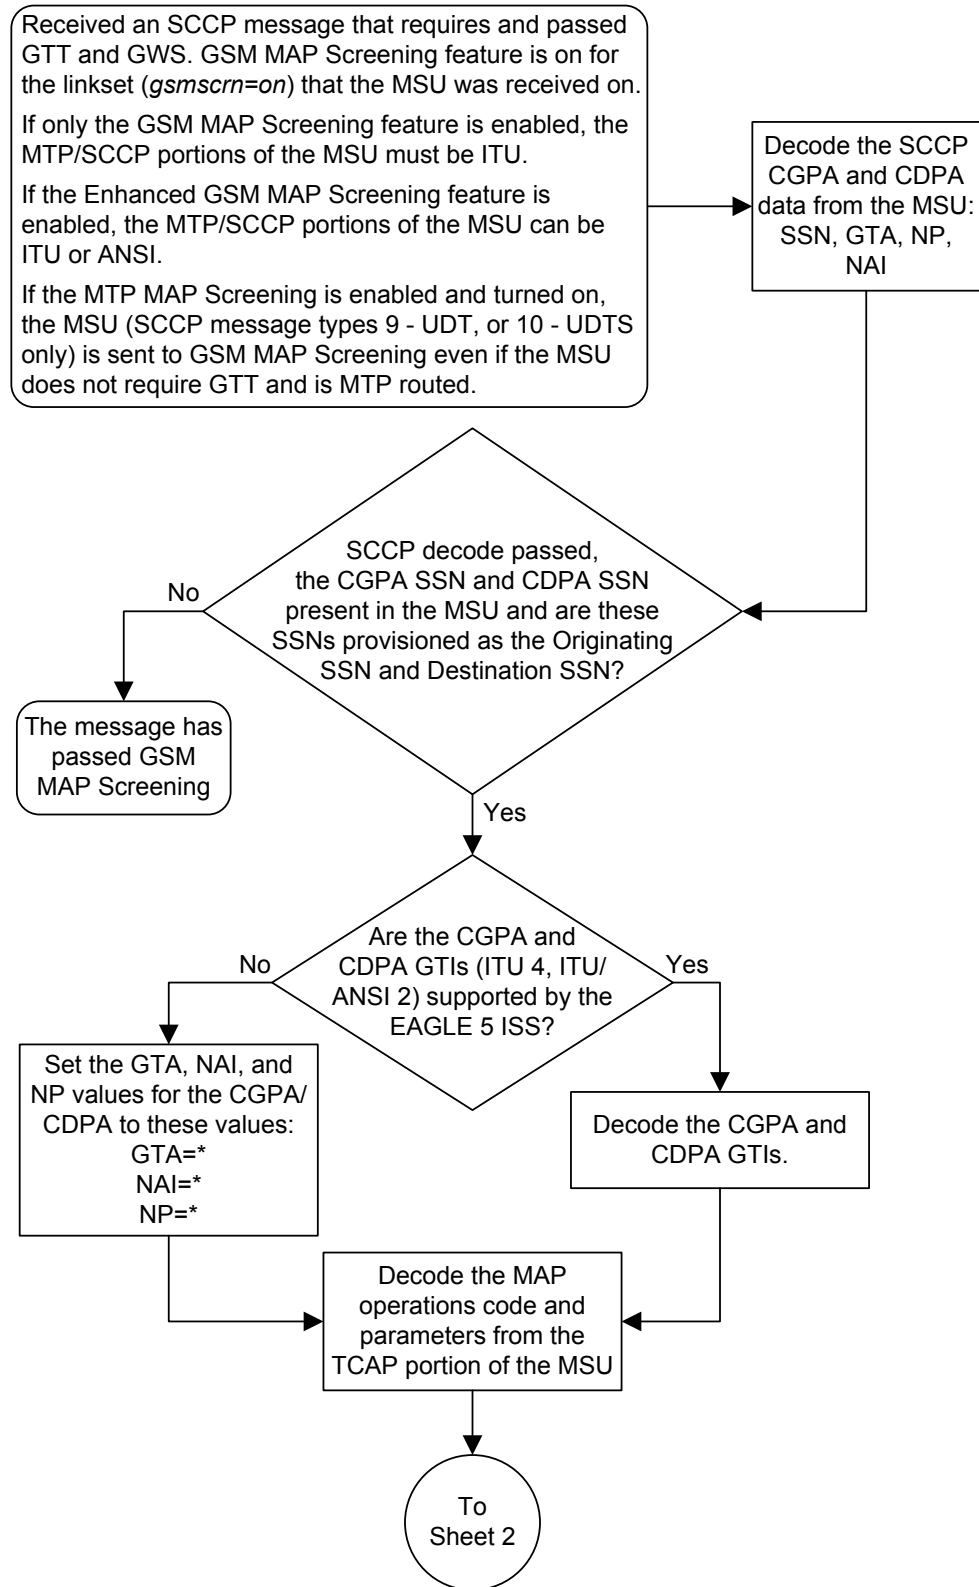 Received an SCCP message that requires and passed
GTT and GWS. GSM MAP Screening feature is on for
the linkset (gsmscrn=on) that the MSU was received on.
If only the GSM MAP Screening feature is enabled, the
MTP/SCCP portions of the MSU must be ITU.
If the Enhanced GSM MAP Screening feature is
enabled, the MTP/SCCP portions of the MSU can be
ITU or ANSI.
If the MTP MAP Screening is enabled and turned on,
the MSU (SCCP message types 9 - UDT, or 10 - UDTS
only) is sent to GSM MAP Screening even if the MSU
does not require GTT and is MTP routed.
Decode the SCCP
CGPA and CDPA
data from the MSU:
SSN, GTA, NP,
NAI
SCCP decode passed,
the CGPA SSN and CDPA SSN
present in the MSU and are these
SSNs provisioned as the Originating
SSN and Destination SSN?
No
The message has
passed GSM
MAP Screening
Yes
Are the CGPA and
CDPA GTIs (ITU 4, ITU/
ANSI 2) supported by the
EAGLE 5 ISS?
No
Yes
Set the GTA, NAI, and
NP values for the CGPA/
CDPA to these values:
GTA=*
NAI=*
NP=*
Decode the CGPA and
CDPA GTIs.
Decode the MAP
operations code and
parameters from the
TCAP portion of the MSU
To
Sheet 2